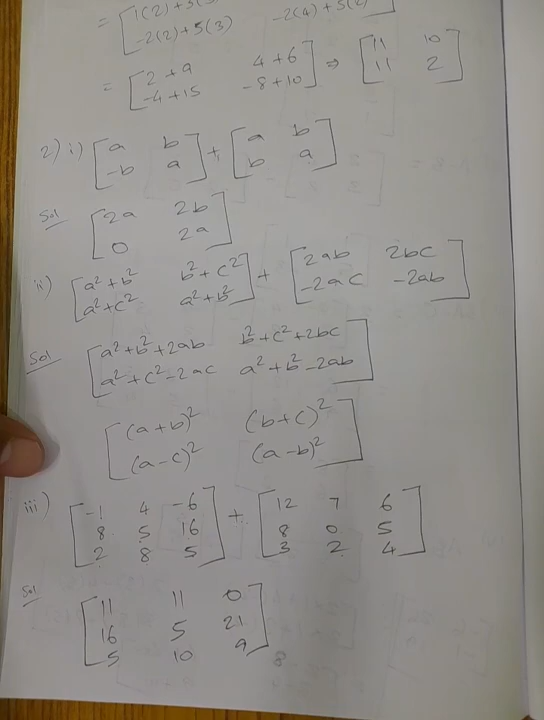 = [1(2)+3(3)
-2(2)+5(3) -2(4)+5(2)]
= [2+9 4+6
-4+15 -8+10] ⇒ [11 10
11 2]
2) i) [a b
-b a] + [a b
b a]
Sol [2a 2b
0 2a]
ii) [a²+b² b²+c²
a²+c² a²+b²] + [2ab 2bc
-2ac -2ab]
Sol [a²+b²+2ab b²+c²+2bc
a²+c²-2ac a²+b²-2ab]
[(a+b)² (b+c)²
(a-c)² (a-b)²]
iii) [-1 4 -6
8 5 16
2 8 5] + [12 7 6
8 0 5
3 2 4]
Sol [11 11 0
16 5 21
5 10 9]